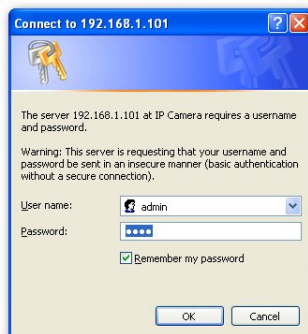 Connect to 192.168.1.101
The server 192.168.1.101 at IP Camera requires a username
and password.
Warning: This server is requesting that your username and
password be sent in an insecure manner (basic authentication
without a secure connection).
User name: admin
Password: ●●●●
Remember my password
OK Cancel